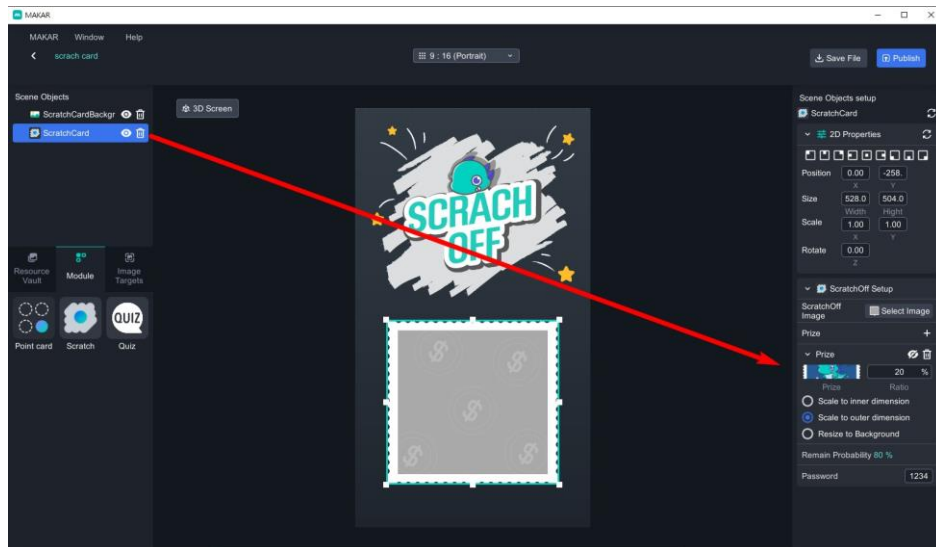 MAKAR
MAKAR Window Help
scrach card
9 : 16 (Portrait)
Save File
Publish
Scene Objects
ScratchCardBackgr
ScratchCard
3D Screen
SCRACH
OFF
Resource
Vault
Module
Image
Targets
Point card
Scratch
QUIZ
Quiz
Scene Objects setup
ScratchCard
2D Properties
Position 0.00 -258.
X Y
Size 528.0 504.0
Width Hight
Scale 1.00 1.00
X Y
Rotate 0.00
Z
ScratchOff Setup
ScratchOff
Image
Select Image
Prize +
Prize
20 %
Prize Ratio
Scale to inner dimension
Scale to outer dimension
Resize to Background
Remain Probability 80 %
Password 1234